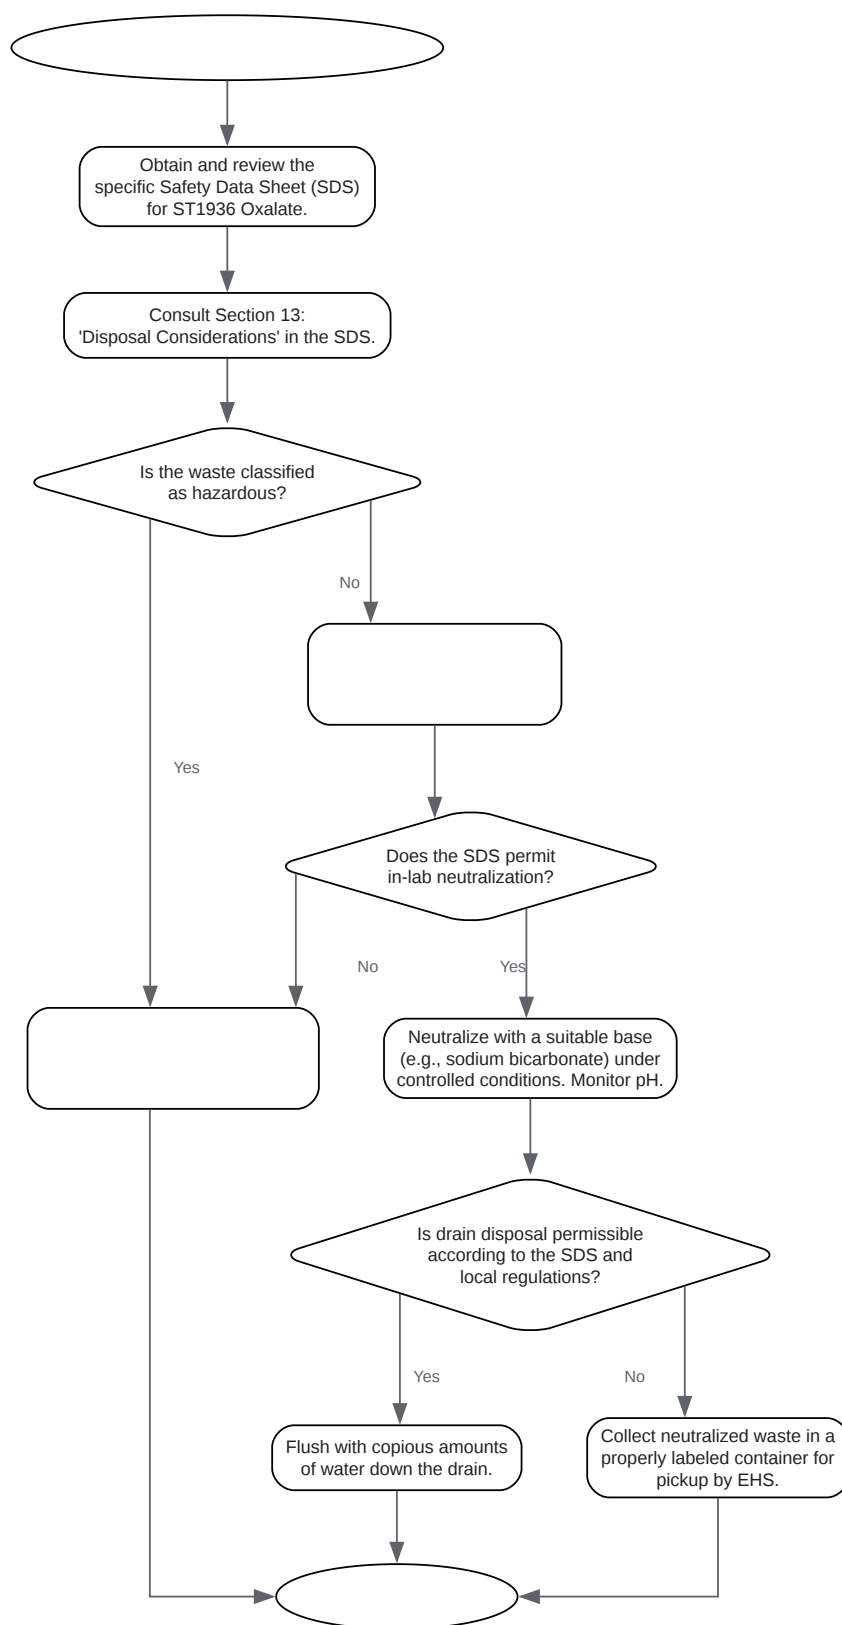 Obtain and review the
specific Safety Data Sheet (SDS)
for ST1936 Oxalate.
Consult Section 13:
'Disposal Considerations' in the SDS.
Is the waste classified
as hazardous?
No
Yes
Does the SDS permit
in-lab neutralization?
No
Yes
Neutralize with a suitable base
(e.g., sodium bicarbonate) under
controlled conditions. Monitor pH.
Is drain disposal permissible
according to the SDS and
local regulations?
Yes
No
Flush with copious amounts
of water down the drain.
Collect neutralized waste in a
properly labeled container for
pickup by EHS.